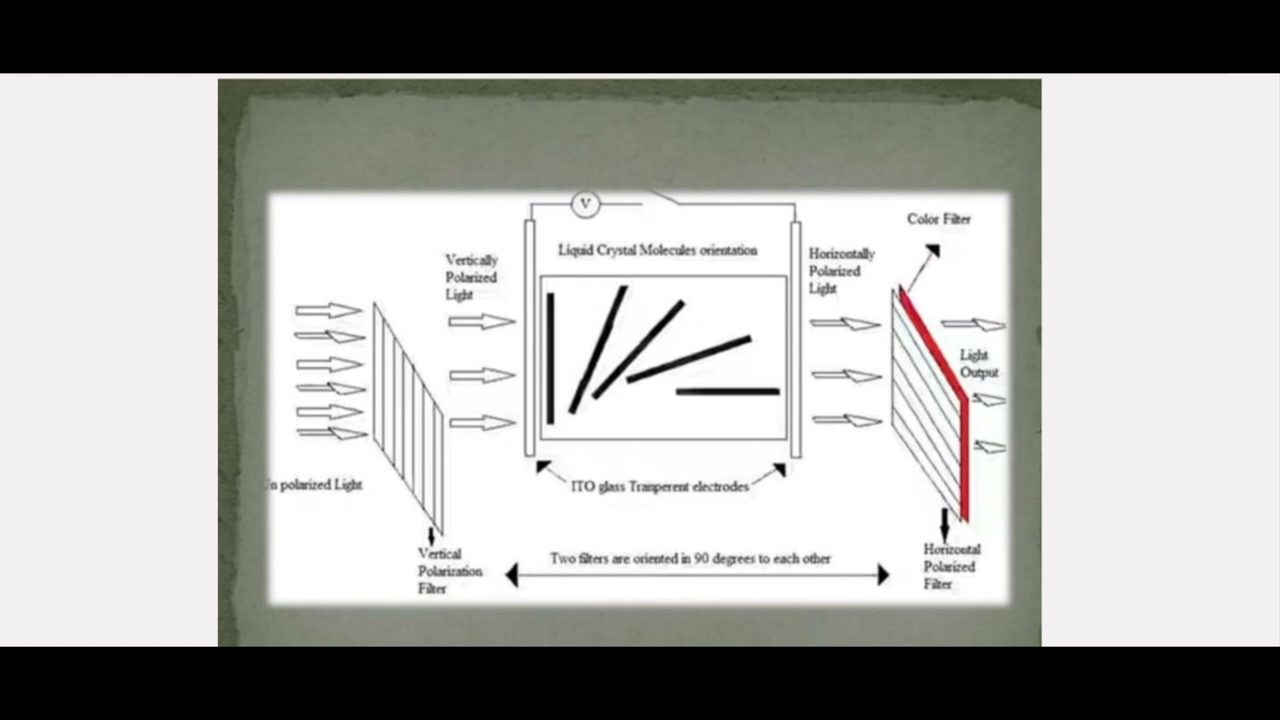 Color Filter
V
Liquid Crystal Molecules orientation
Vertically
Polarized
Light
Horizontally
Polarized
Light
Light
Output
n polarized Light
ITO glass Tranperent electrodes
Vertical
Polarization
Filter
Two filters are oriented in 90 degrees to each other
Horizontal
Polarized
Filter